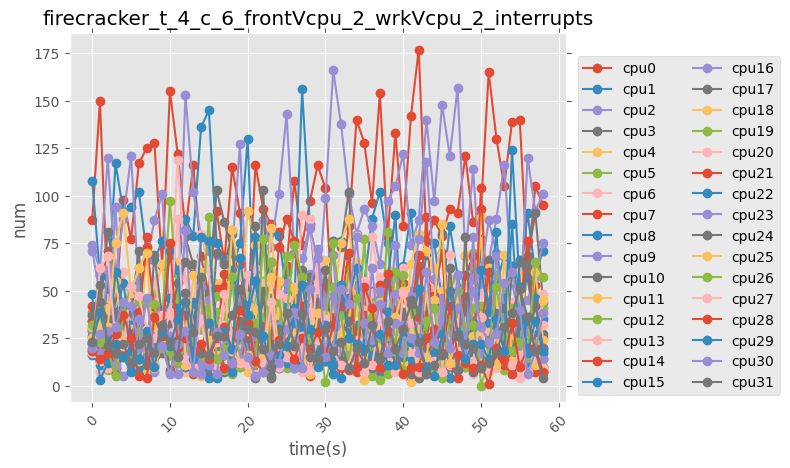 firecracker_t_4_c_6_frontVcpu_2_wrkVcpu_2_interrupts
175
150
125
100
75
50
25
0
num
0
10
20
30
40
50
60
time(s)
cpu0
cpu1
cpu2
cpu3
cpu4
cpu5
cpu6
cpu7
cpu8
cpu9
cpu10
cpu11
cpu12
cpu13
cpu14
cpu15
cpu16
cpu17
cpu18
cpu19
cpu20
cpu21
cpu22
cpu23
cpu24
cpu25
cpu26
cpu27
cpu28
cpu29
cpu30
cpu31